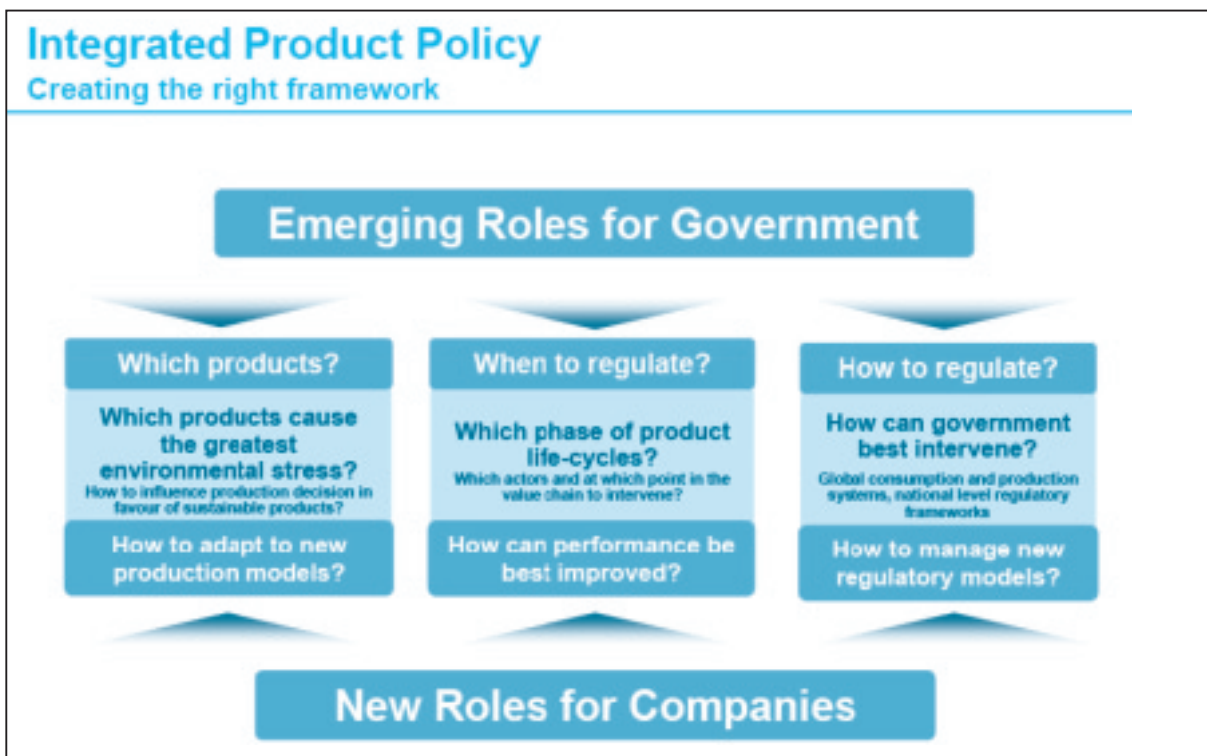 Integrated Product Policy
Creating the right framework
Emerging Roles for Government
Which products?
Which products cause
the greatest
environmental stress?
How to influence production decision in
favour of sustainable products?
How to adapt to new
production models?
When to regulate?
Which phase of product
life-cycles?
Which actors and at which point in the
value chain to intervene?
How can performance be
best improved?
How to regulate?
How can government
best intervene?
Global consumption and production
systems, national level regulatory
frameworks
How to manage new
regulatory models?
New Roles for Companies